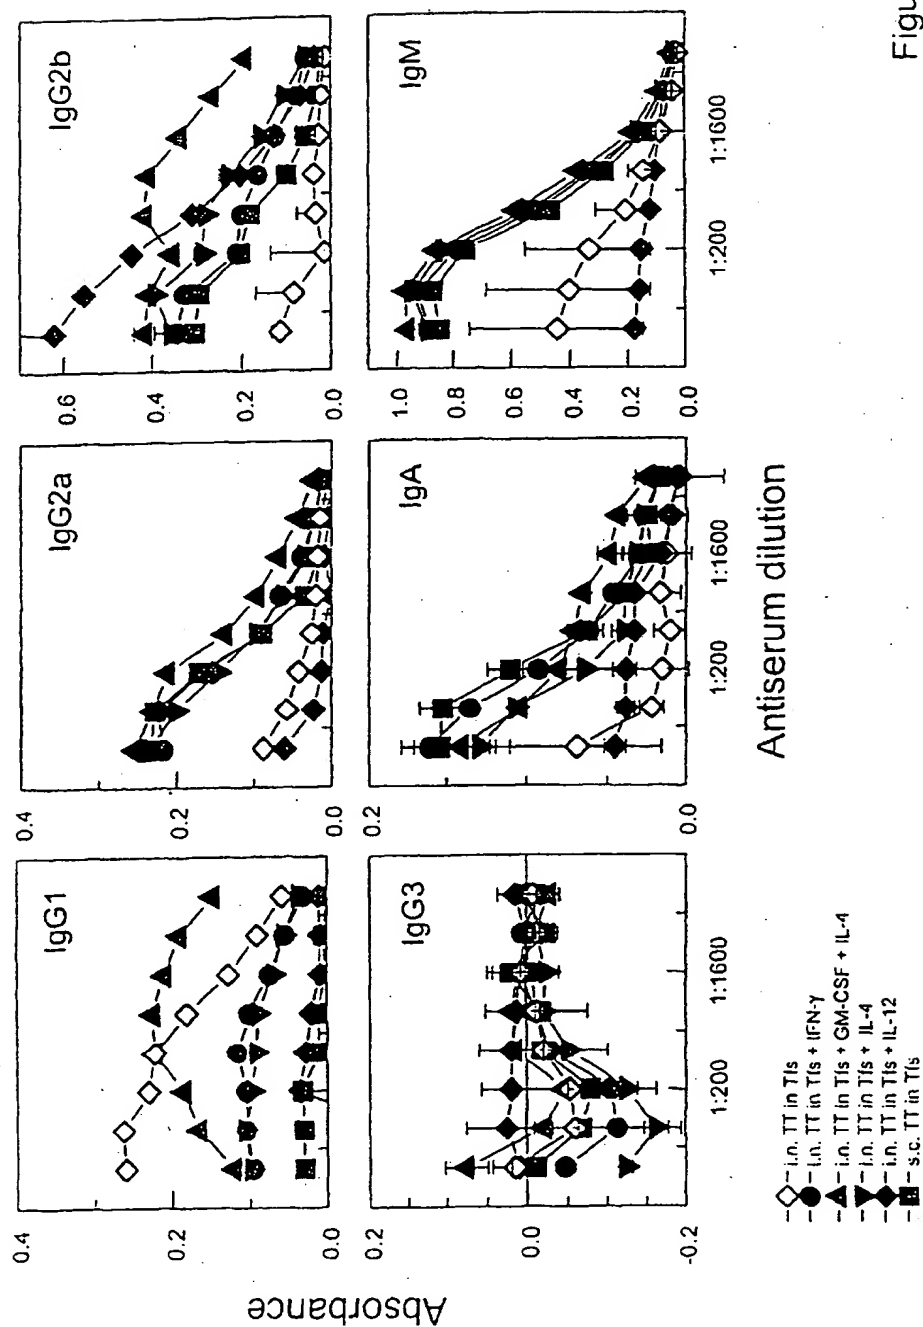 Figu
IgG1
IgG2a
IgG2b
0.4
0.2
0.0
0.4
0.2
0.0
0.6
0.4
0.2
0.0
IgG3
IgA
IgM
0.2
0.0
-0.2
0.2
0.0
1.0
0.8
0.6
0.4
0.2
0.0
1:200
1:1600
1:200
1:1600
1:200
1:1600
Absorbance
Antiserum dilution
i.n. TT in Tfs
i.n. TT in Tfs + IFN-γ
i.n. TT in Tfs + GM-CSF + IL-4
i.n. TT in Tfs + IL-4
i.n. TT in Tfs + IL-12
s.c. TT in Tfs